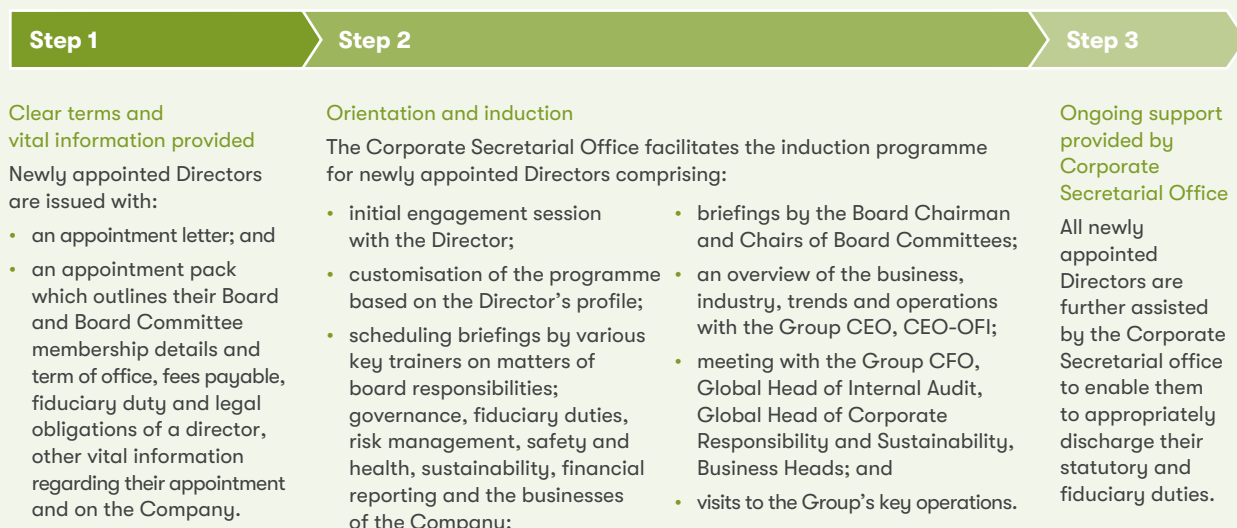 Step 1
Step 2
Step 3
Clear terms and
vital information provided
Newly appointed Directors
are issued with:
• an appointment letter; and
• an appointment pack
which outlines their Board
and Board Committee
membership details and
term of office, fees payable,
fiduciary duty and legal
obligations of a director,
other vital information
regarding their appointment
and on the Company.
Orientation and induction
The Corporate Secretarial Office facilitates the induction programme
for newly appointed Directors comprising:
• initial engagement session
with the Director;
• customisation of the programme
based on the Director's profile;
• scheduling briefings by various
key trainers on matters of
board responsibilities;
governance, fiduciary duties,
risk management, safety and
health, sustainability, financial
reporting and the businesses
of the Company;
• briefings by the Board Chairman
and Chairs of Board Committees;
• an overview of the business,
industry, trends and operations
with the Group CEO, CEO-OFI;
• meeting with the Group CFO,
Global Head of Internal Audit,
Global Head of Corporate
Responsibility and Sustainability,
Business Heads; and
• visits to the Group's key operations.
Ongoing support
provided by
Corporate
Secretarial Office
All newly
appointed
Directors are
further assisted
by the Corporate
Secretarial office
to enable them
to appropriately
discharge their
statutory and
fiduciary duties.